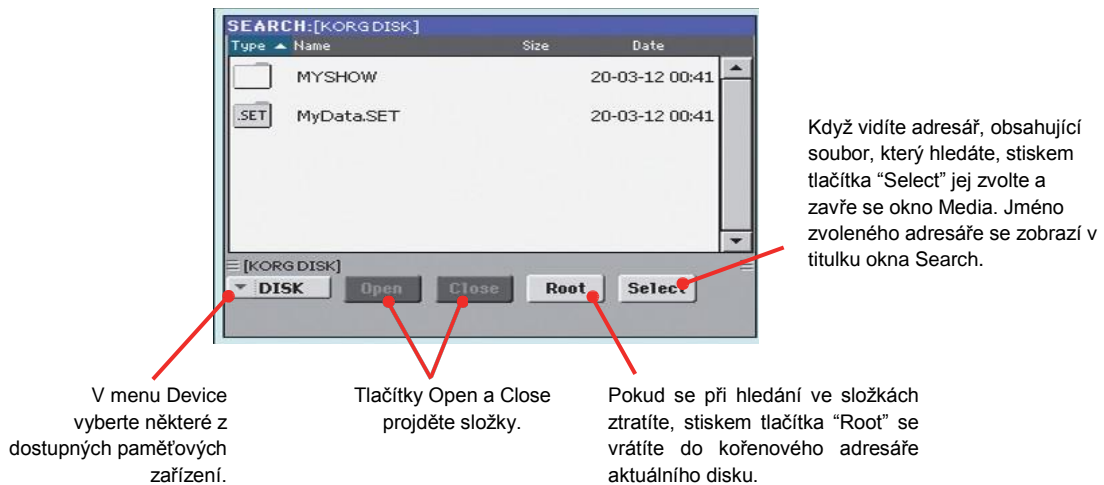 SEARCH:[KORG DISK]
Type Name Size Date
MYSHOW 20-03-12 00:41
.SET MyData.SET 20-03-12 00:41
[KORG DISK]
DISK Open Close Root Select
Když vidíte adresář, obsahující
soubor, který hledáte, stiskem
tlačítka “Select” jej zvolte a
zavře se okno Media. Jméno
zvoleného adresáře se zobrazí v
titulku okna Search.
V menu Device
vyberte některé z
dostupných paměťových
zařízení.
Tlačítky Open a Close
projděte složky.
Pokud se při hledání ve složkách
ztratíte, stiskem tlačítka “Root” se
vrátíte do kořenového adresáře
aktuálního disku.